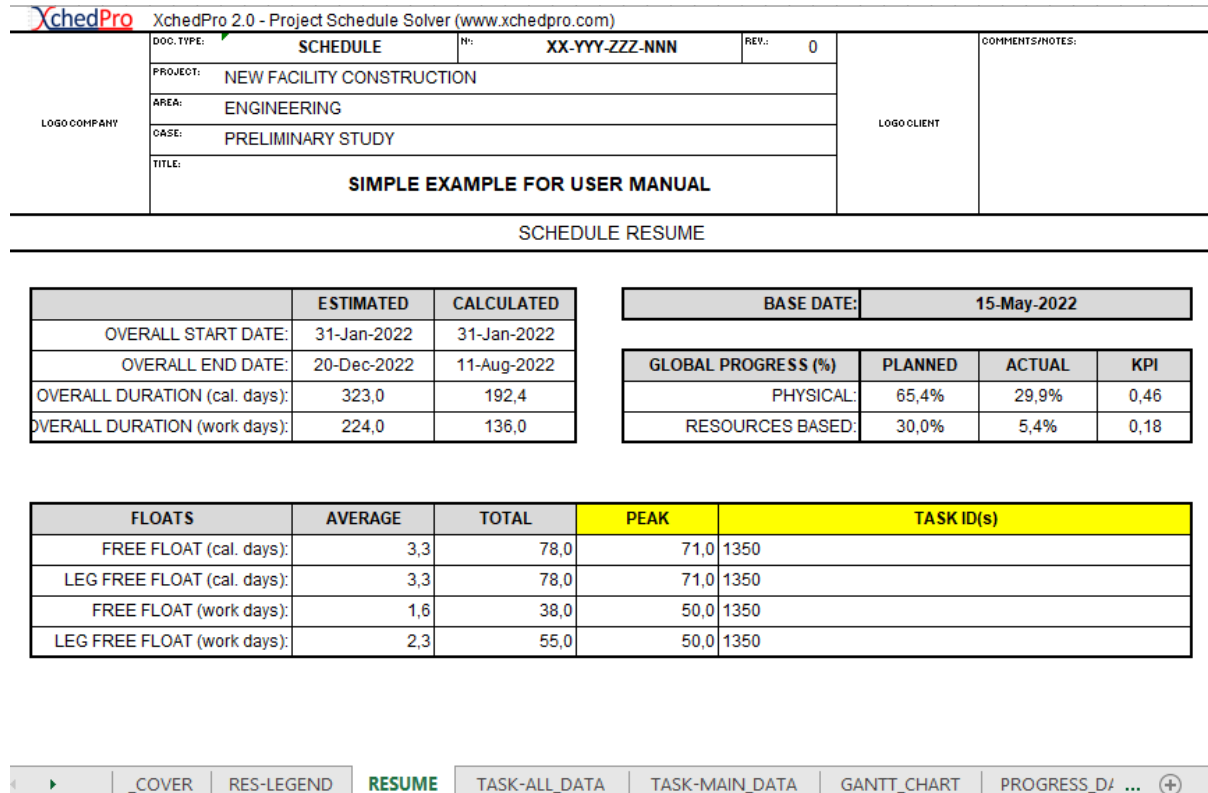 XchedPro XchedPro 2.0 - Project Schedule Solver (www.xchedpro.com)
DOC. TYPE: SCHEDULE Nº: XX-YYY-ZZZ-NNN REV.: 0 COMMENTS/NOTES:
PROJECT: NEW FACILITY CONSTRUCTION
AREA: ENGINEERING
LOGO COMPANY LOGO CLIENT
CASE: PRELIMINARY STUDY
TITLE:
SIMPLE EXAMPLE FOR USER MANUAL
SCHEDULE RESUME
ESTIMATED CALCULATED BASE DATE: 15-May-2022
OVERALL START DATE: 31-Jan-2022 31-Jan-2022
OVERALL END DATE: 20-Dec-2022 11-Aug-2022 GLOBAL PROGRESS (%) PLANNED ACTUAL KPI
OVERALL DURATION (cal. days): 323,0 192,4 PHYSICAL: 65,4% 29,9% 0,46
OVERALL DURATION (work days): 224,0 136,0 RESOURCES BASED: 30,0% 5,4% 0,18
FLOATS AVERAGE TOTAL PEAK TASK ID(s)
FREE FLOAT (cal. days): 3,3 78,0 71,0 1350
LEG FREE FLOAT (cal. days): 3,3 78,0 71,0 1350
FREE FLOAT (work days): 1,6 38,0 50,0 1350
LEG FREE FLOAT (work days): 2,3 55,0 50,0 1350
_COVER RES-LEGEND RESUME TASK-ALL_DATA TASK-MAIN_DATA GANTT_CHART PROGRESS_DA ...